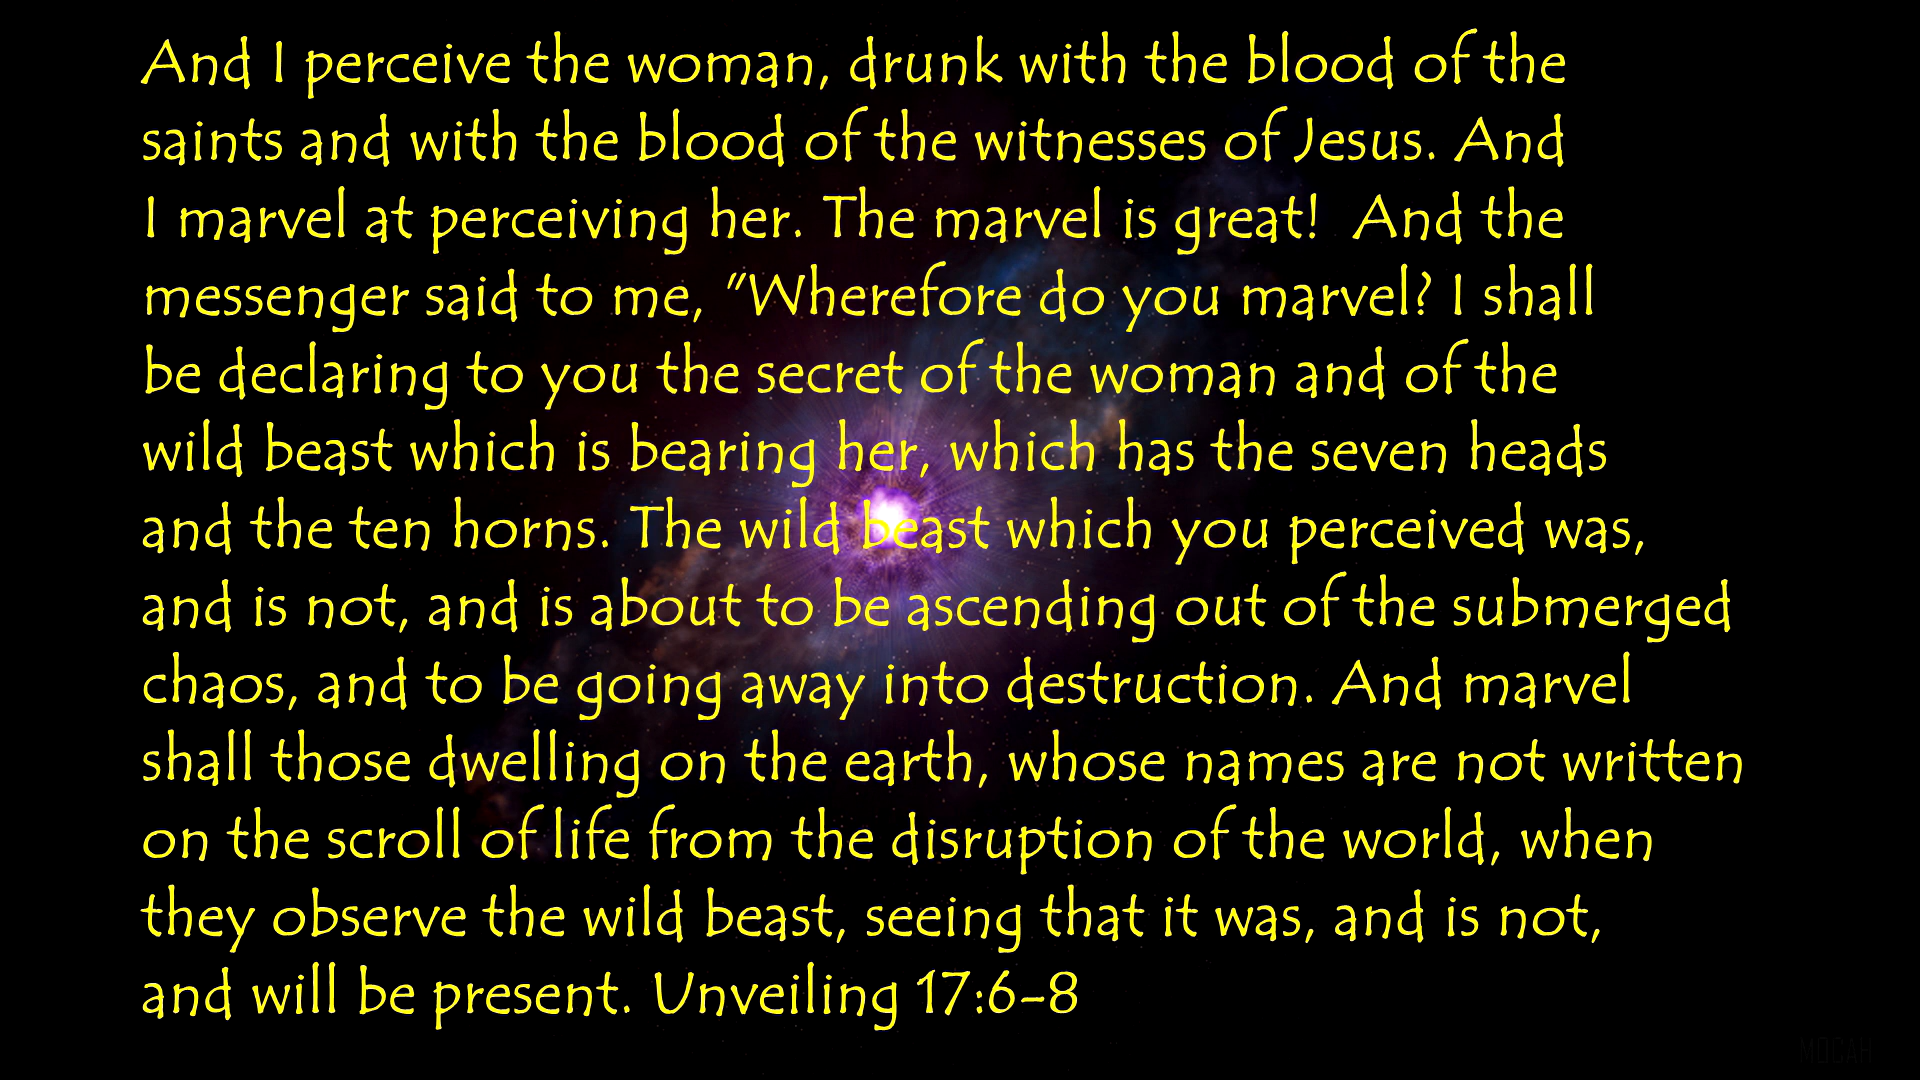 And I perceive the woman, drunk with the blood of the
saints and with the blood of the witnesses of Jesus. And
I marvel at perceiving her. The marvel is great!  And the
messenger said to me, "Wherefore do you marvel? I shall
be declaring to you the secret of the woman and of the
wild beast which is bearing her, which has the seven heads
and the ten horns. The wild beast which you perceived was,
and is not, and is about to be ascending out of the submerged
chaos, and to be going away into destruction. And marvel
shall those dwelling on the earth, whose names are not written
on the scroll of life from the disruption of the world, when
they observe the wild beast, seeing that it was, and is not,
and will be present. Unveiling 17:6-8
MOCAH